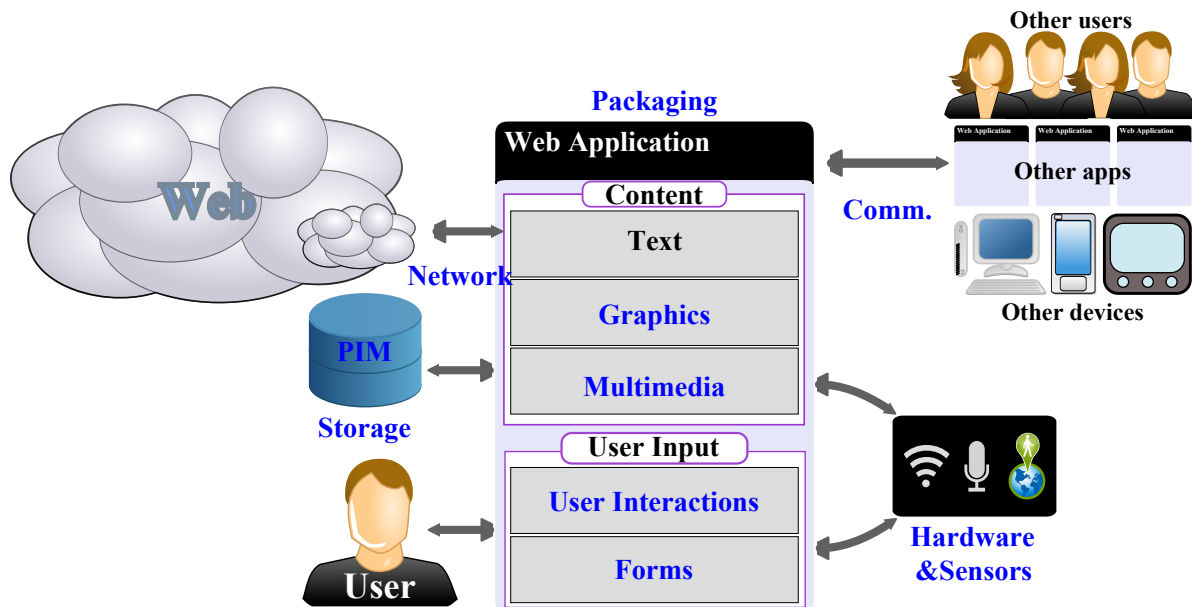 Other users
Packaging
Web Application
Web Application
Web Application
Web Application
Other apps
Web
Content
Comm.
Text
Network
Graphics
Other devices
PIM
Multimedia
Storage
User Input
User Interactions
Hardware
&Sensors
Forms
User